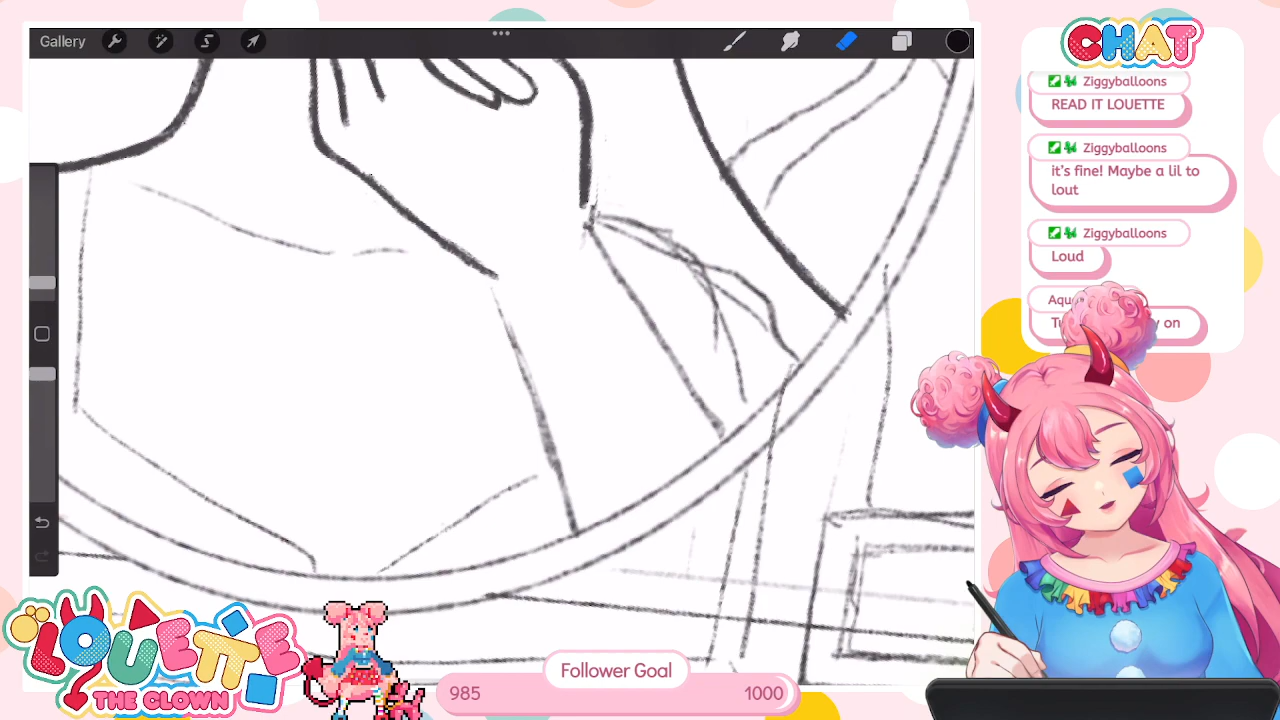 Gallery
CHAT
Ziggyballoons
READ IT LOUETTE
Ziggyballoons
it's fine! Maybe a lil to
lout
Ziggyballoons
Loud
on
LOUETTE
THE CLOWN
Follower Goal
985
1000